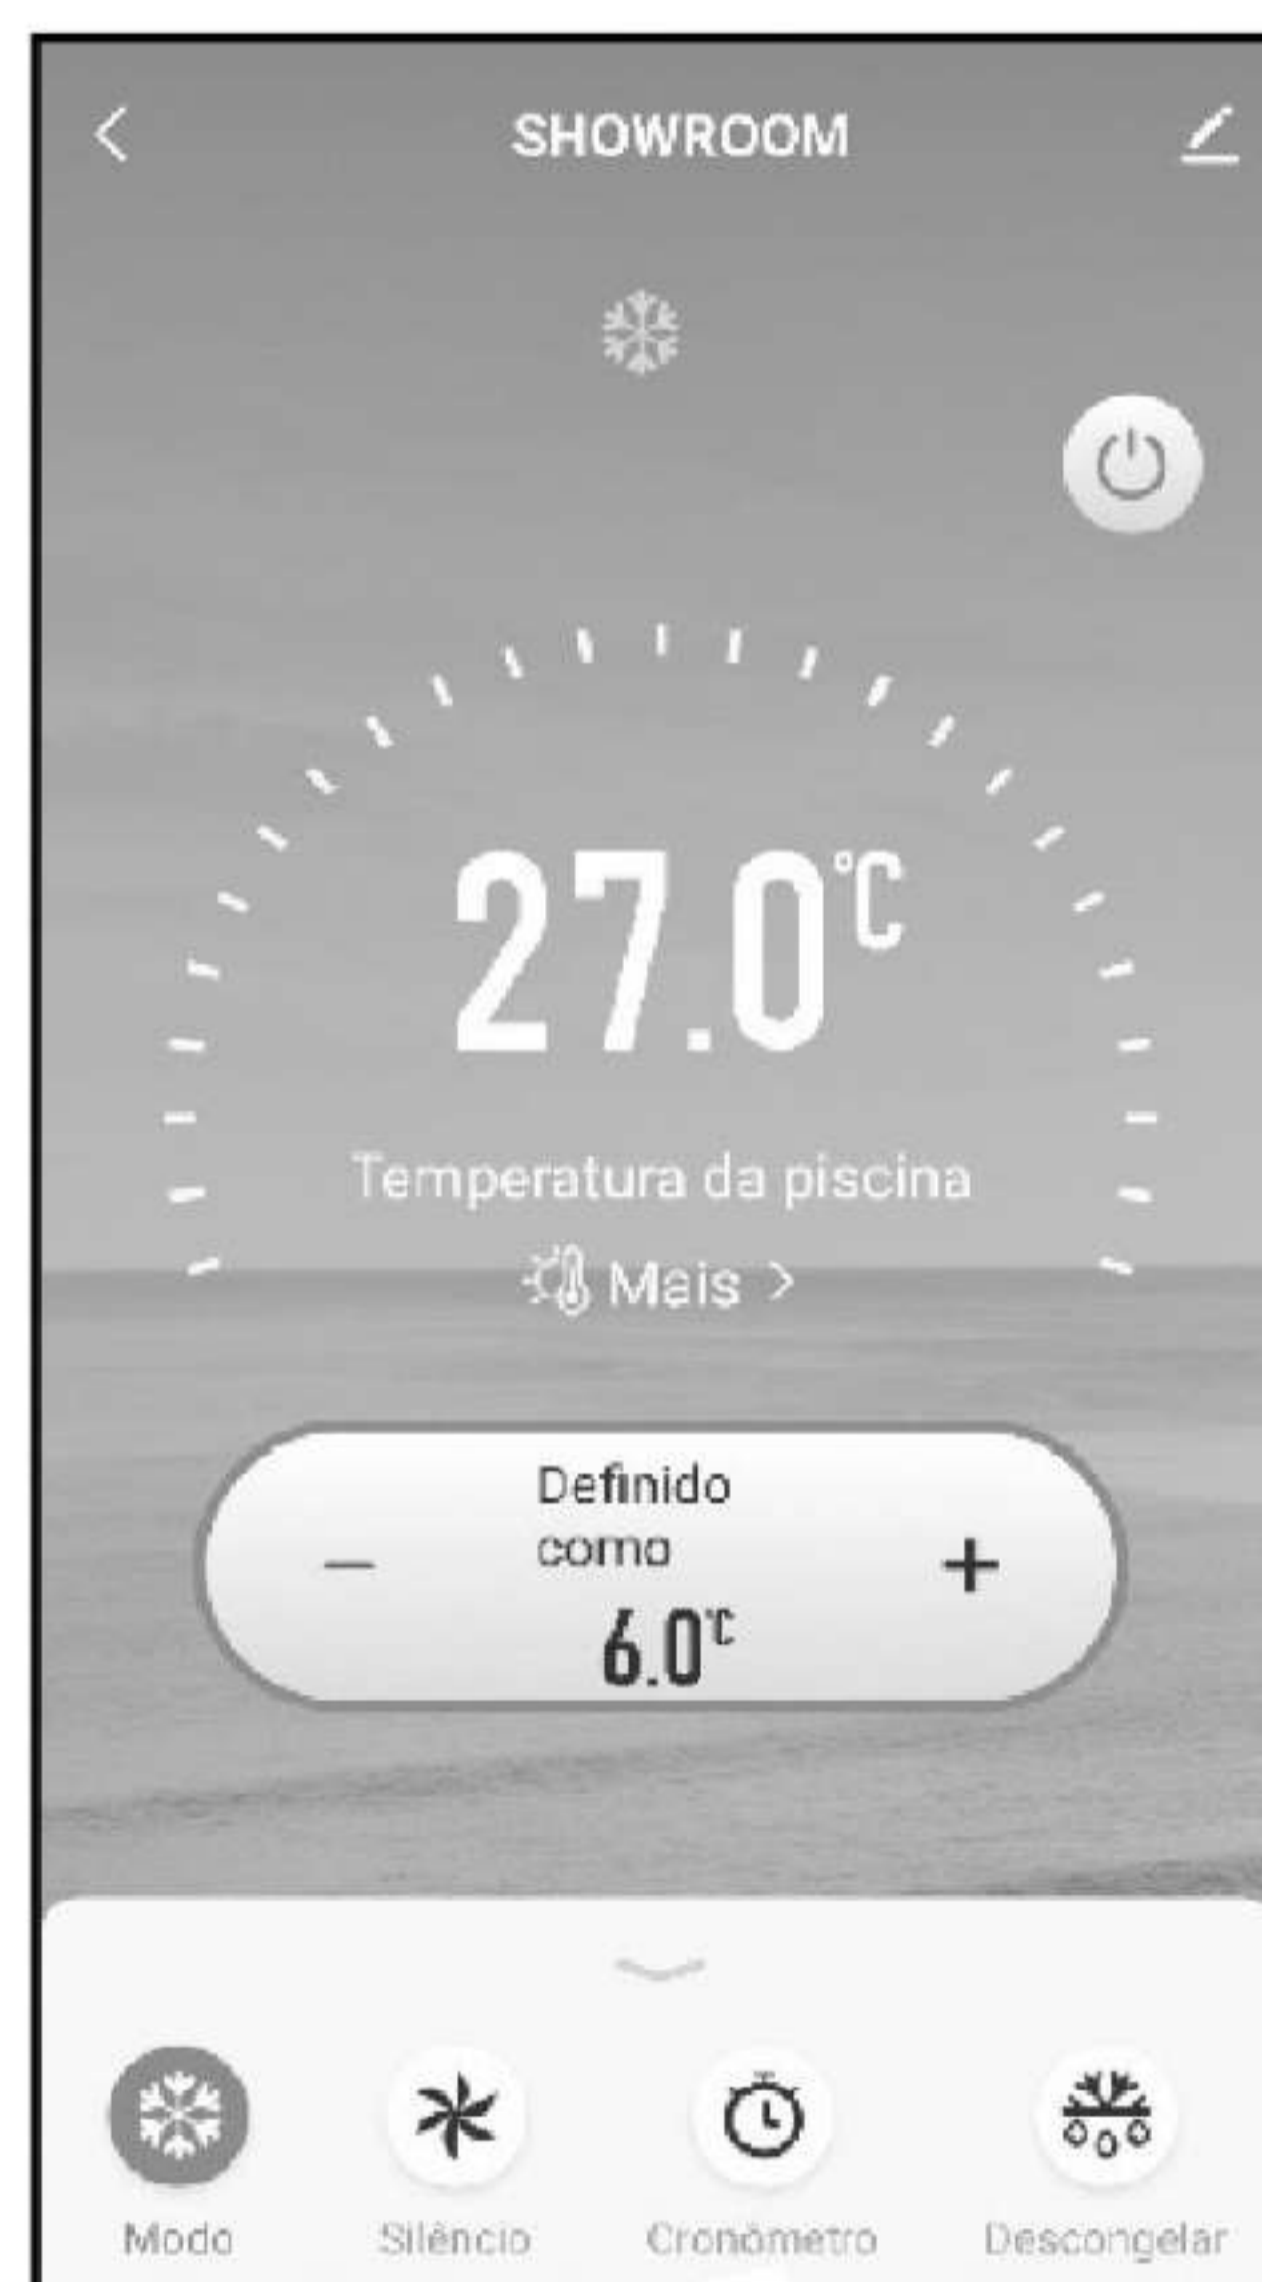 SHOWROOM
27.0°C
Temperatura da piscina
Mais >
Definido
como
− +
6.0°C
Modo Silêncio Cronômetro Descongelar